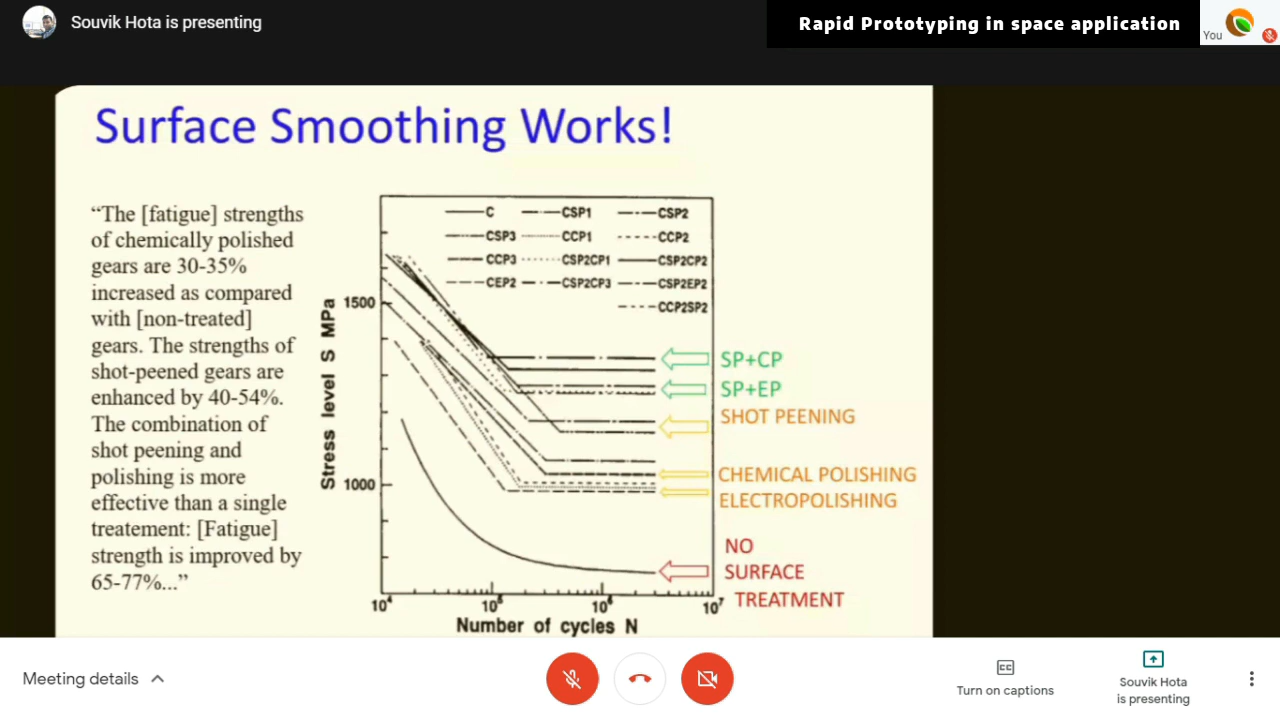 Souvik Hota is presenting
Rapid Prototyping in space application
You
Surface Smoothing Works!
“The [fatigue] strengths
of chemically polished
gears are 30-35%
increased as compared
with [non-treated]
gears. The strengths of
shot-peened gears are
enhanced by 40-54%.
The combination of
shot peening and
polishing is more
effective than a single
treatement: [Fatigue]
strength is improved by
65-77%...”
C CSP1 CSP2
CSP3 CCP1 CCP2
CCP3 CSP2CP1 CSP2CP2
CEP2 CSP2CP3 CSP2EP2
CCP2SP2
Stress level S MPa
1500
1000
10⁴ 10⁵ 10⁶ 10⁷
Number of cycles N
SP+CP
SP+EP
SHOT PEENING
CHEMICAL POLISHING
ELECTROPOLISHING
NO
SURFACE
TREATMENT
Meeting details
Turn on captions
Souvik Hota
is presenting